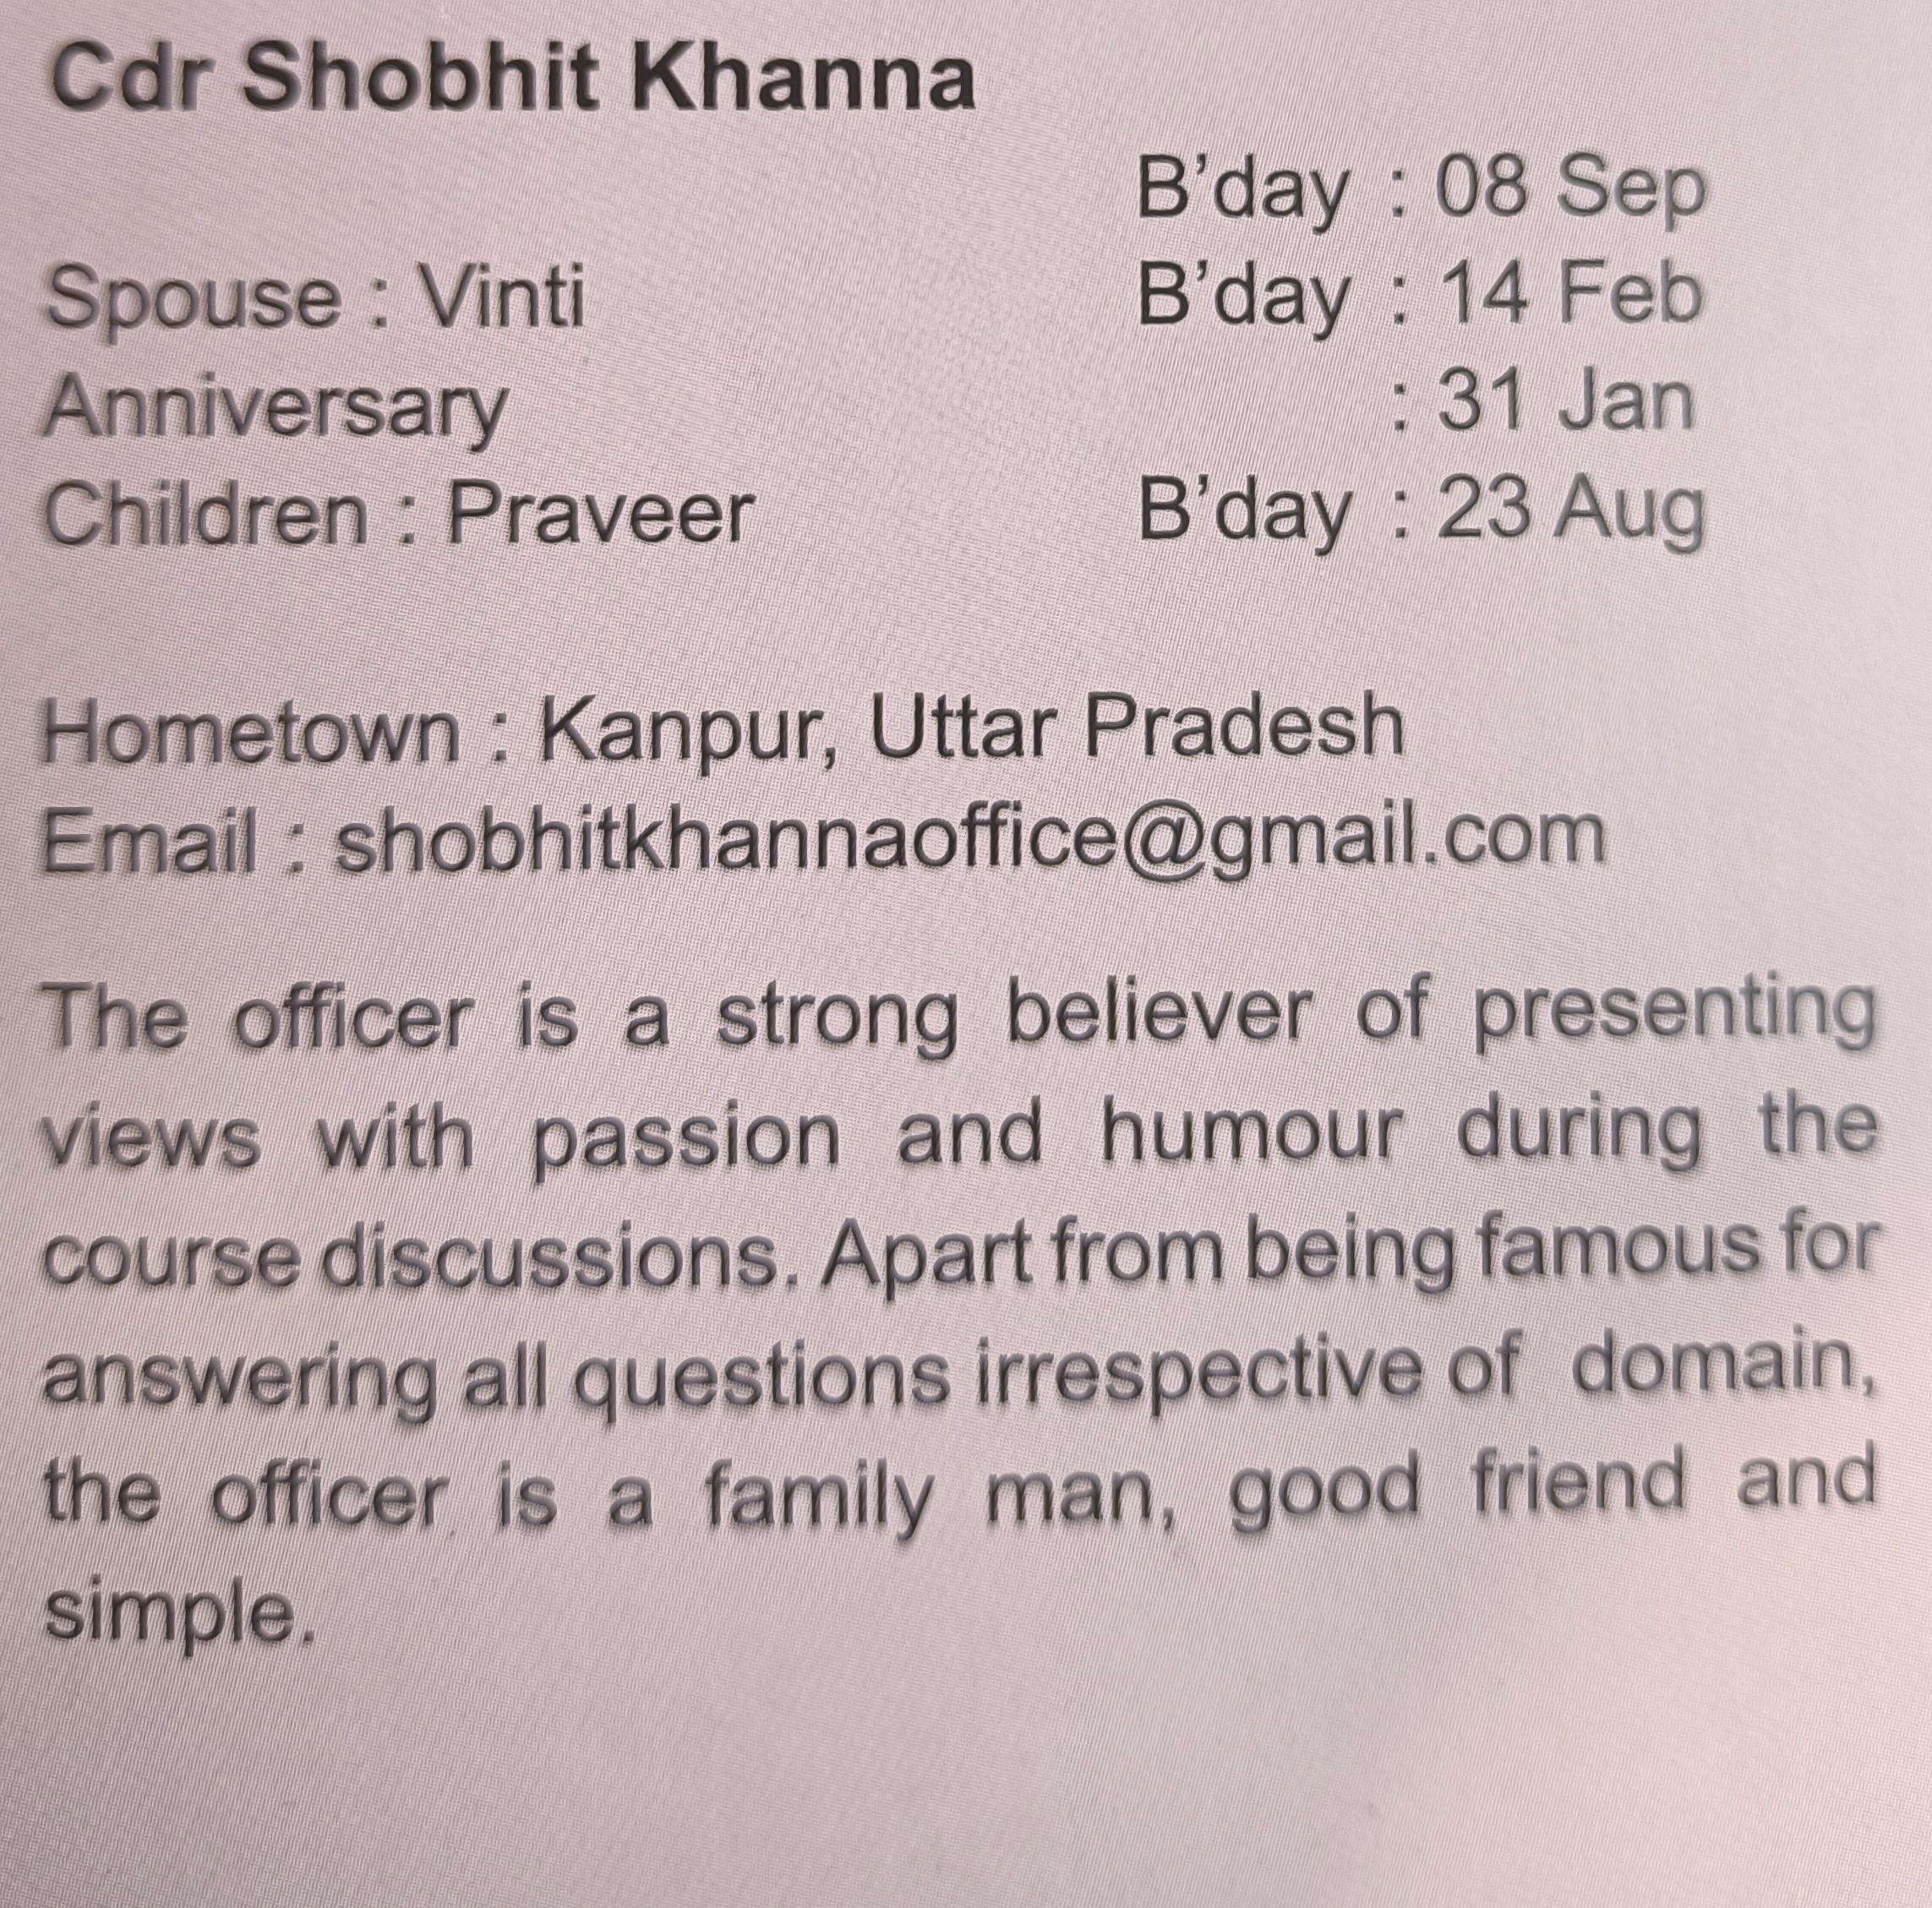 Cdr Shobhit Khanna
B’day : 08 Sep
Spouse : Vinti B’day : 14 Feb
Anniversary : 31 Jan
Children : Praveer B’day : 23 Aug
Hometown : Kanpur, Uttar Pradesh
Email : shobhitkhannaoffice@gmail.com
The officer is a strong believer of presenting
views with passion and humour during the
course discussions. Apart from being famous for
answering all questions irrespective of domain,
the officer is a family man, good friend and
simple.